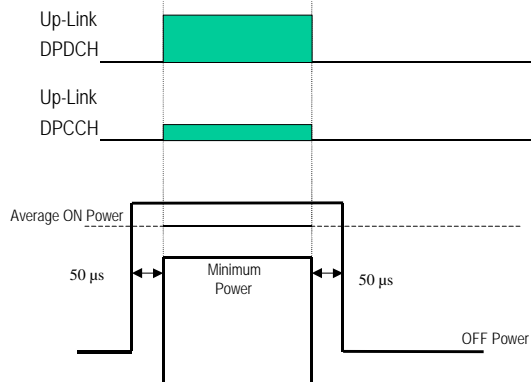 Up-Link
DPDCH
Up-Link
DPCCH
Average ON Power
50 µs
Minimum
Power
50 µs
OFF Power